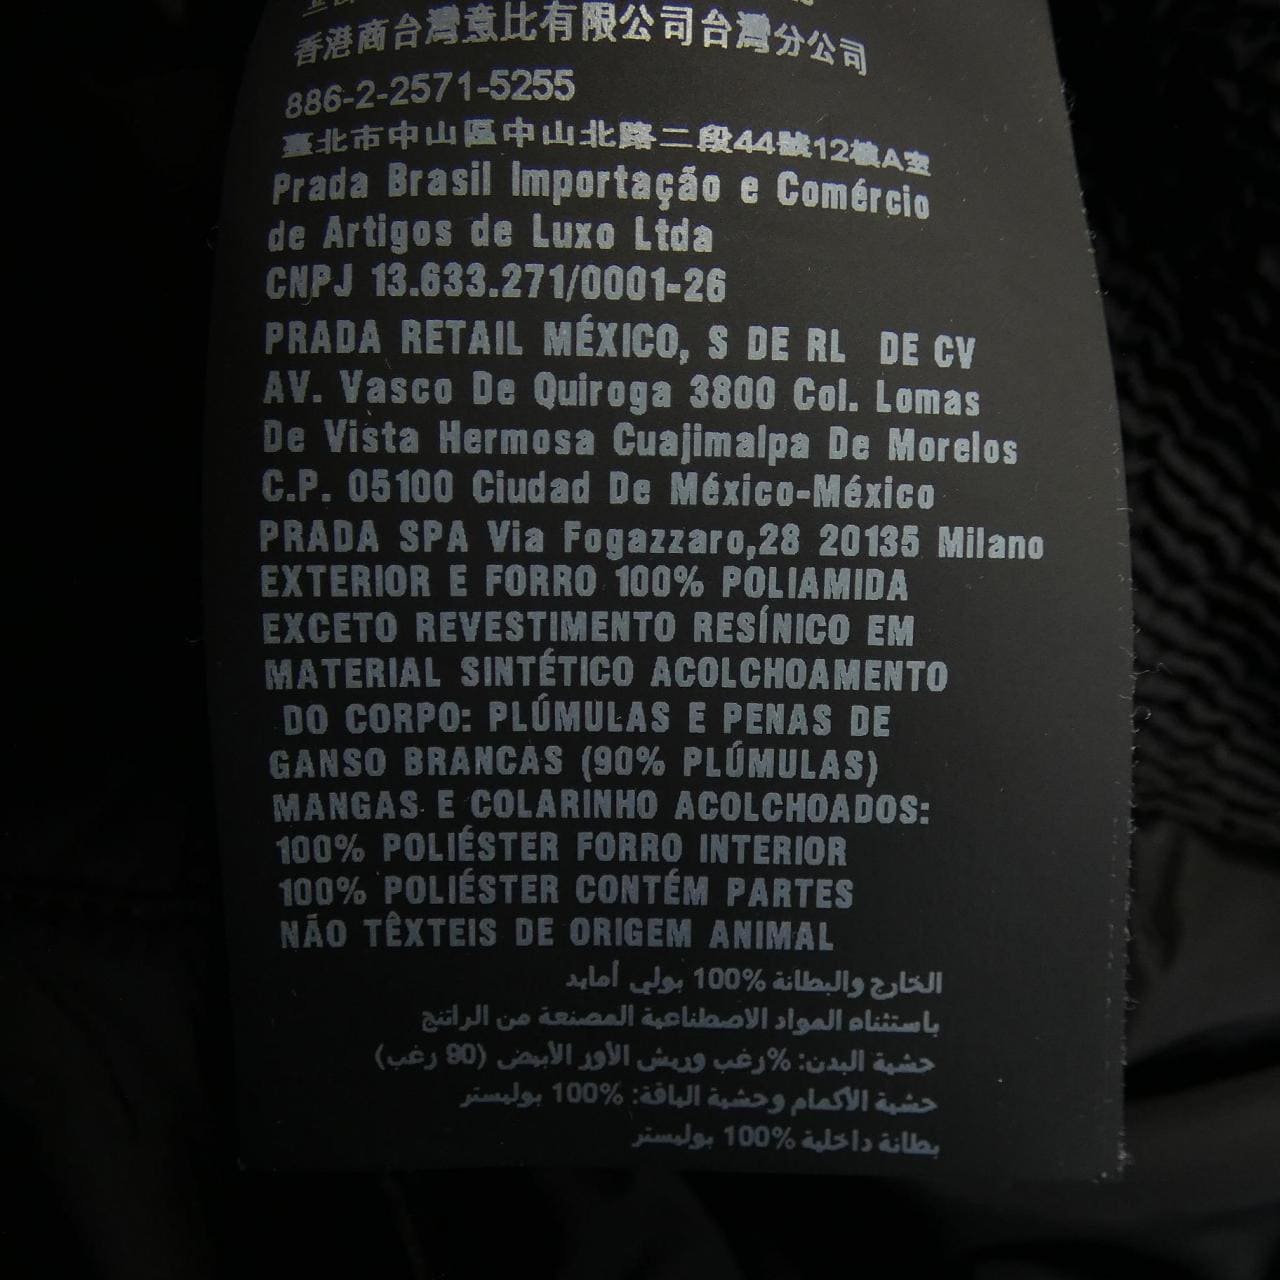 香港商台灣意比有限公司台灣分公司
886-2-2571-5255
臺北市中山區中山北路二段44號12樓A室
Prada Brasil Importação e Comércio
de Artigos de Luxo Ltda
CNPJ 13.633.271/0001-26
PRADA RETAIL MÉXICO, S DE RL DE CV
AV. Vasco De Quiroga 3800 Col. Lomas
De Vista Hermosa Cuajimalpa De Morelos
C.P. 05100 Ciudad De México-México
PRADA SPA Via Fogazzaro,28 20135 Milano
EXTERIOR E FORRO 100% POLIAMIDA
EXCETO REVESTIMENTO RESÍNICO EM
MATERIAL SINTÉTICO ACOLCHOAMENTO
DO CORPO: PLÚMULAS E PENAS DE
GANSO BRANCAS (90% PLÚMULAS)
MANGAS E COLARINHO ACOLCHOADOS:
100% POLIÉSTER FORRO INTERIOR
100% POLIÉSTER CONTÉM PARTES
NÃO TÊXTEIS DE ORIGEM ANIMAL
الخارج والبطانة %100 بولي أمايد
باستثناء المواد الاصطناعية المصنعة من الراتنج
حشية البدن: %رغب وريش الأوز الأبيض (90 رغب)
حشية الأكمام وحشية الياقة: %100 بوليستر
بطانة داخلية %100 بوليستر